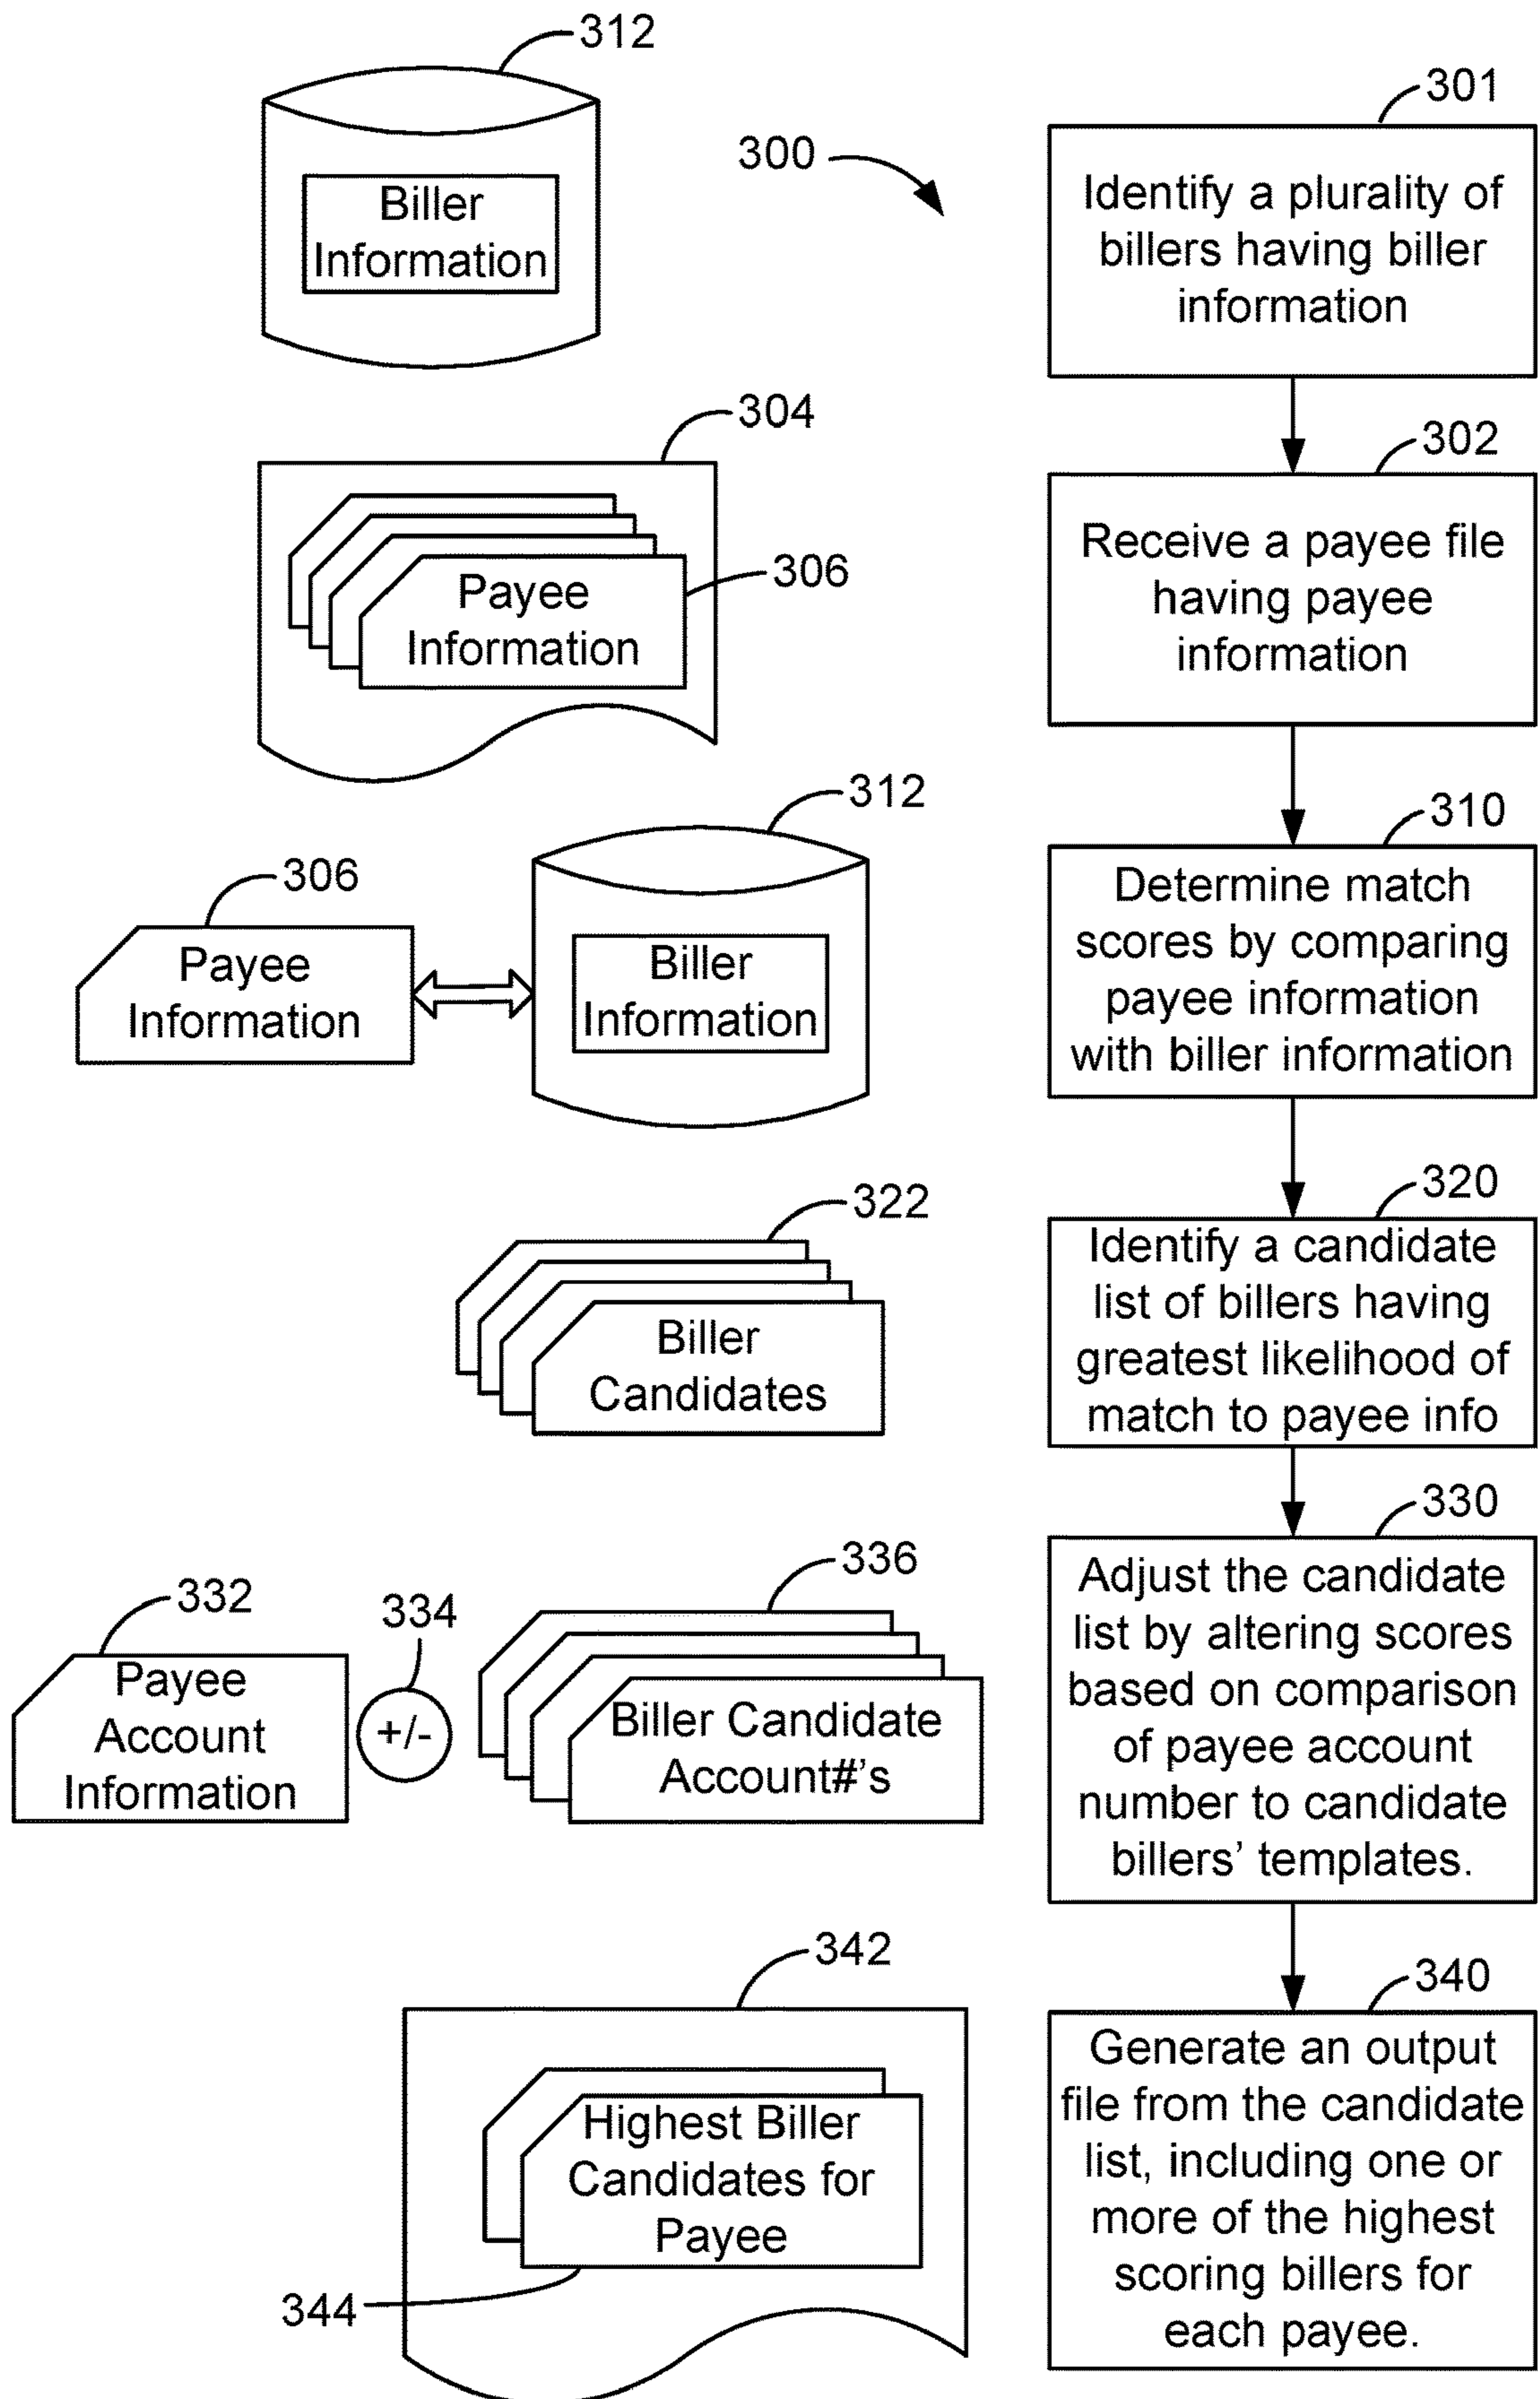 312
Biller
Information
300
301
Identify a plurality of
billers having biller
information
304
Payee
Information
306
302
Receive a payee file
having payee
information
306
Payee
Information
312
Biller
Information
310
Determine match
scores by comparing
payee information
with biller information
322
Biller
Candidates
320
Identify a candidate
list of billers having
greatest likelihood of
match to payee info
332
Payee
Account
Information
334
+/-
336
Biller Candidate
Account#'s
330
Adjust the candidate
list by altering scores
based on comparison
of payee account
number to candidate
billers’ templates.
342
Highest Biller
Candidates for
Payee
344
340
Generate an output
file from the candidate
list, including one or
more of the highest
scoring billers for
each payee.